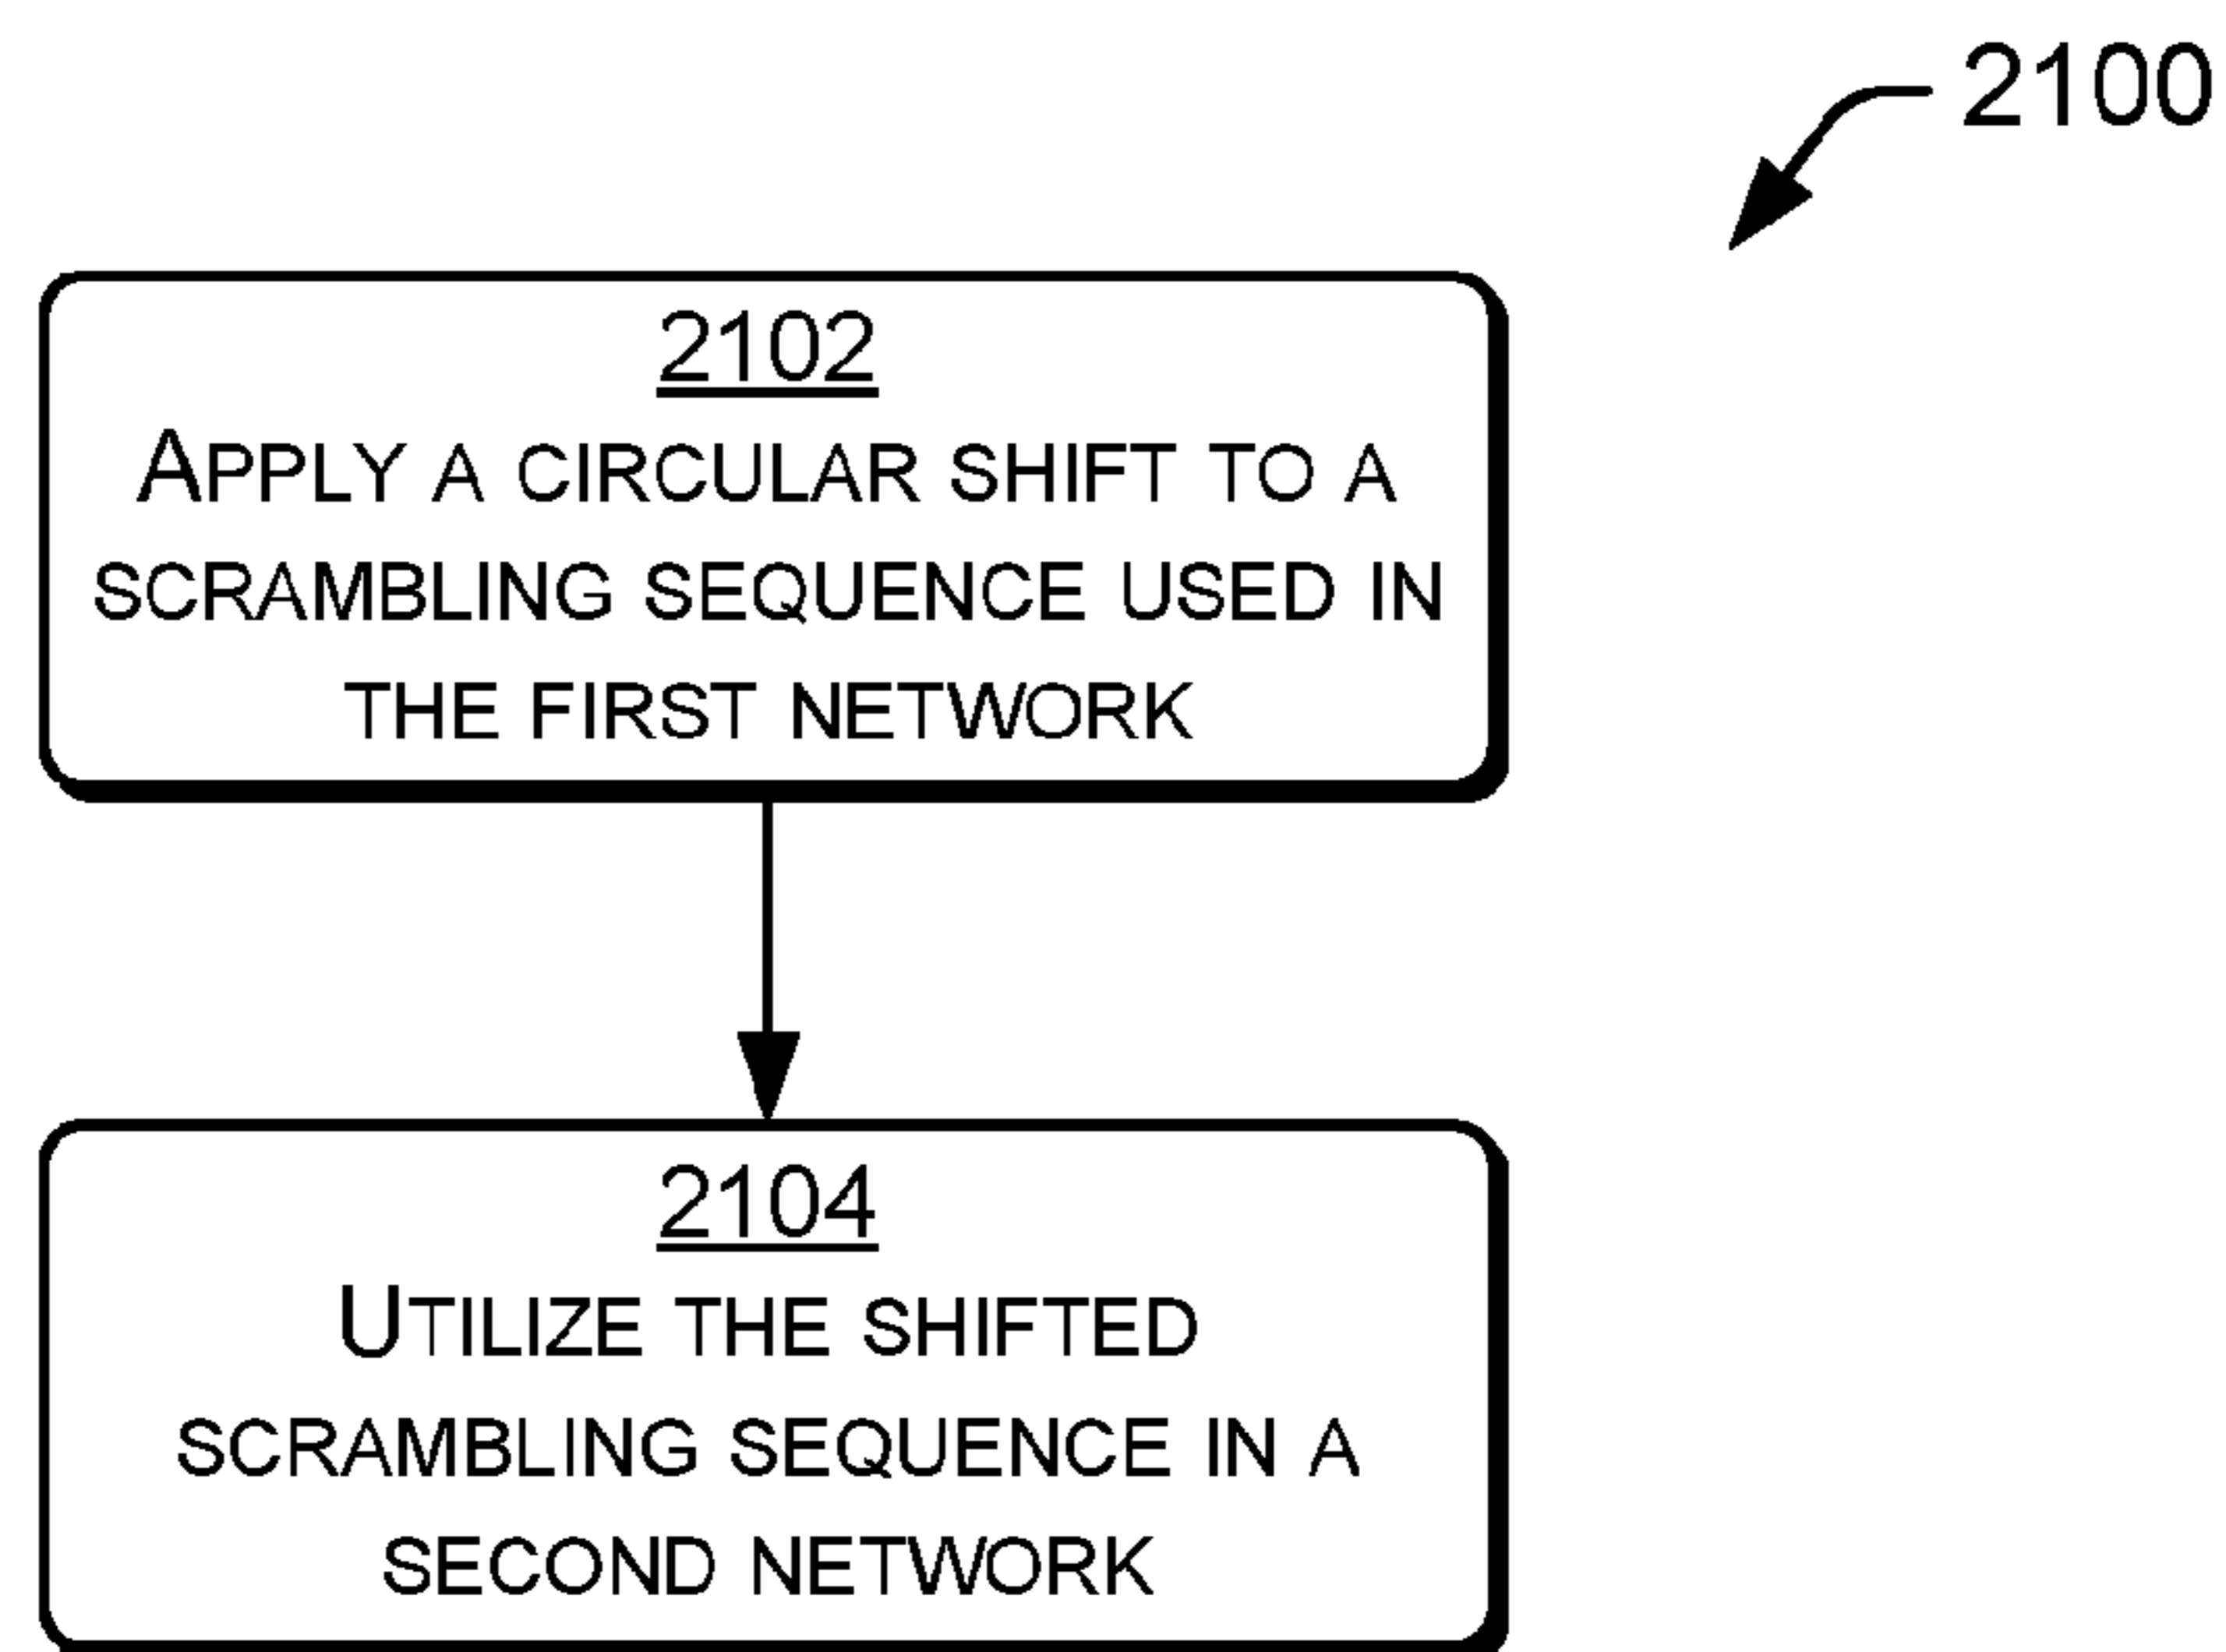 2100
2102
APPLY A CIRCULAR SHIFT TO A
SCRAMBLING SEQUENCE USED IN
THE FIRST NETWORK
2104
UTILIZE THE SHIFTED
SCRAMBLING SEQUENCE IN A
SECOND NETWORK